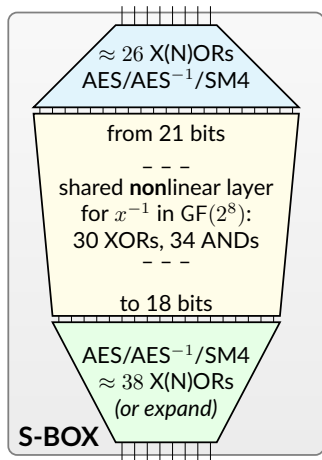 ≈ 26 X(N)ORs
AES/AES⁻¹/SM4
from 21 bits
– – –
shared nonlinear layer
for x⁻¹ in GF(2⁸):
30 XORs, 34 ANDs
– – –
to 18 bits
AES/AES⁻¹/SM4
≈ 38 X(N)ORs
(or expand)
S-BOX